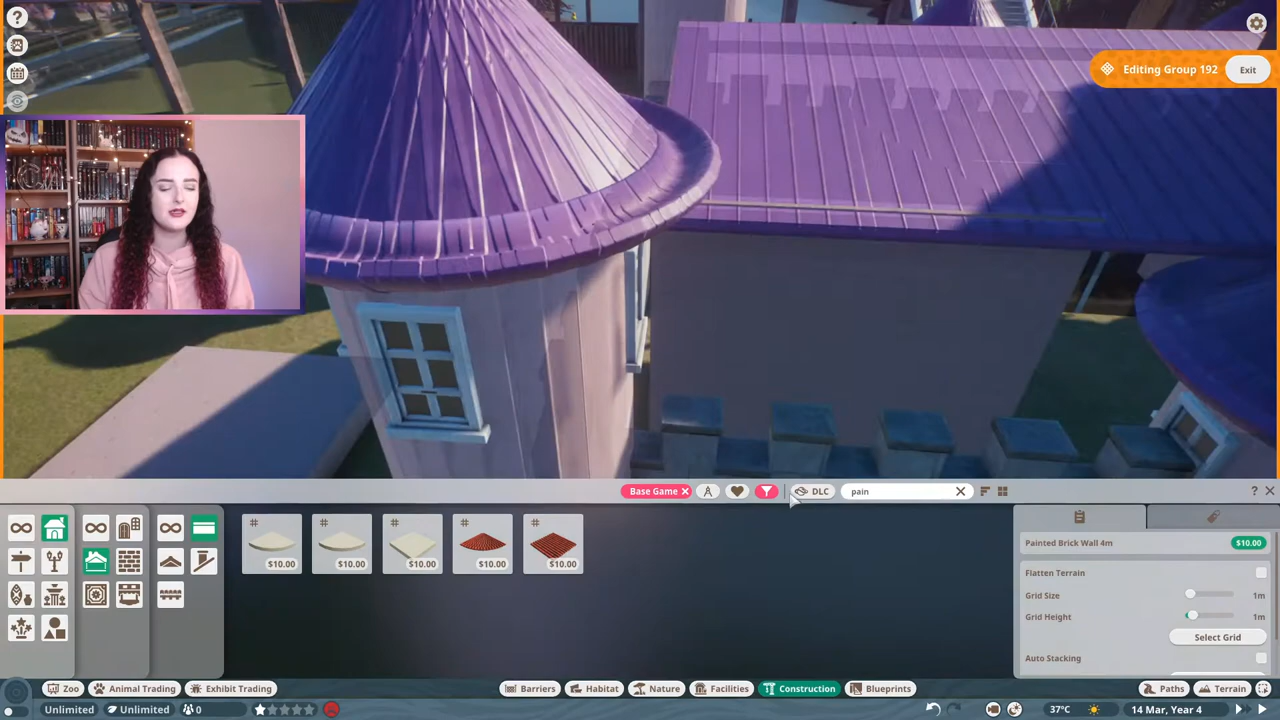 ?
Editing Group 192
Exit
Base Game ×
DLC
pain
? ×
$10.00
$10.00
$10.00
$10.00
$10.00
Painted Brick Wall 4m
$10.00
Flatten Terrain
Grid Size
1m
Grid Height
1m
Select Grid
Auto Stacking
Zoo
Animal Trading
Exhibit Trading
Barriers
Habitat
Nature
Facilities
Construction
Blueprints
Paths
Terrain
Unlimited
Unlimited
0
37°C
14 Mar, Year 4